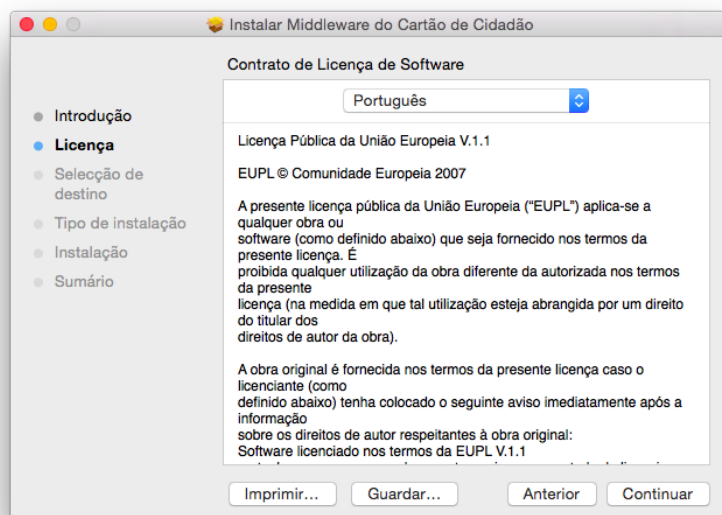 Instalar Middleware do Cartão de Cidadão
Contrato de Licença de Software
Português
Introdução
Licença
Selecção de
destino
Tipo de instalação
Instalação
Sumário
Licença Pública da União Europeia V.1.1
EUPL © Comunidade Europeia 2007
A presente licença pública da União Europeia (“EUPL”) aplica-se a
qualquer obra ou
software (como definido abaixo) que seja fornecido nos termos da
presente licença. É
proibida qualquer utilização da obra diferente da autorizada nos termos
da presente
licença (na medida em que tal utilização esteja abrangida por um direito
do titular dos
direitos de autor da obra).
A obra original é fornecida nos termos da presente licença caso o
licenciante (como
definido abaixo) tenha colocado o seguinte aviso imediatamente após a
informação
sobre os direitos de autor respeitantes à obra original:
Software licenciado nos termos da EUPL V.1.1
Imprimir...
Guardar...
Anterior
Continuar